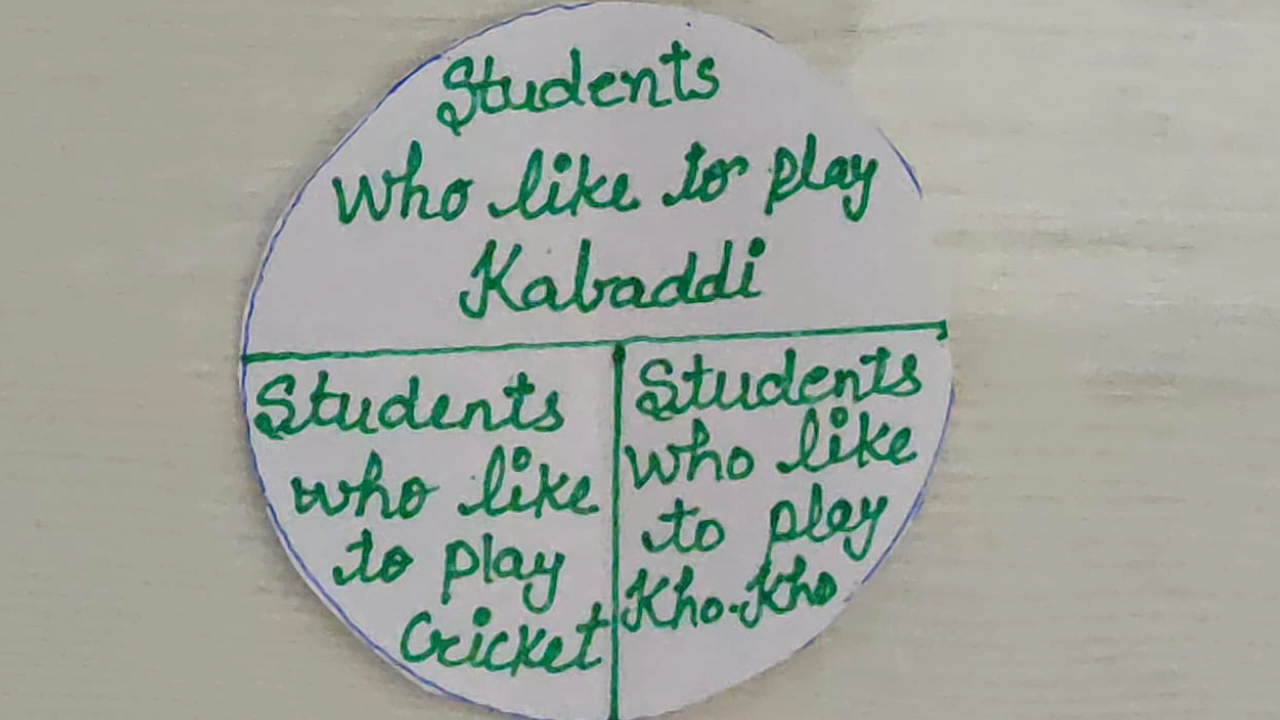 Students
who like to play
Kabaddi
Students
who like
to play
Cricket
Students
who like
to play
Kho-Kho